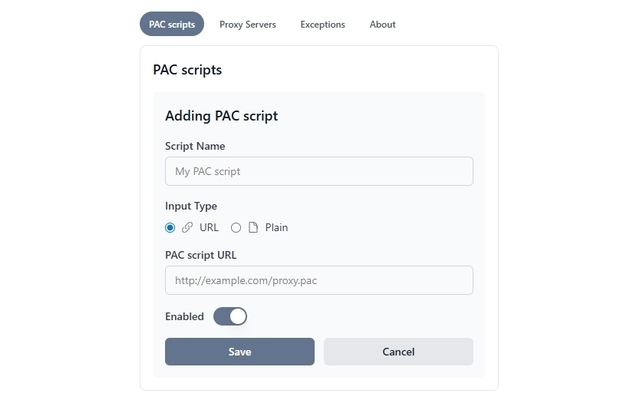 PAC scripts Proxy Servers Exceptions About
PAC scripts
Adding PAC script
Script Name
My PAC script
Input Type
URL Plain
PAC script URL
http://example.com/proxy.pac
Enabled
Save Cancel